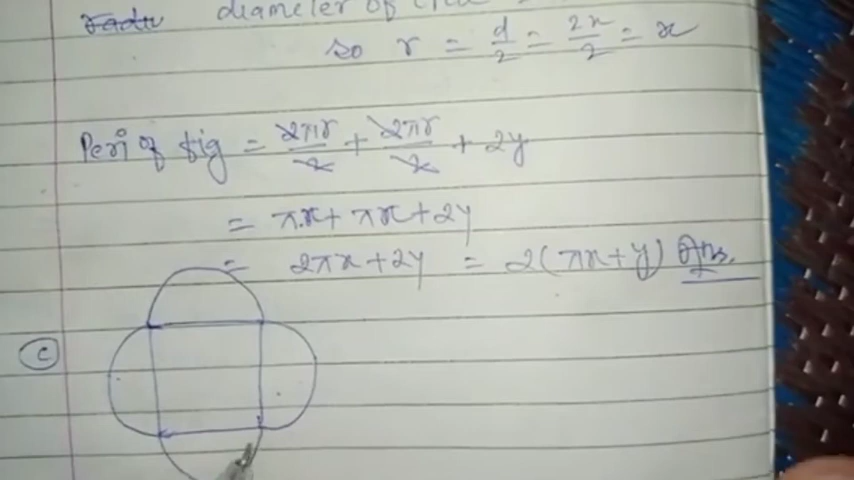 diameter of
so r = d/2 = 2x/2 = x
Peri of fig = 2πr/2 + 2πr/2 + 2y
= π.x + πx + 2y
= 2πx + 2y = 2(πx + y) Ans.
(c)